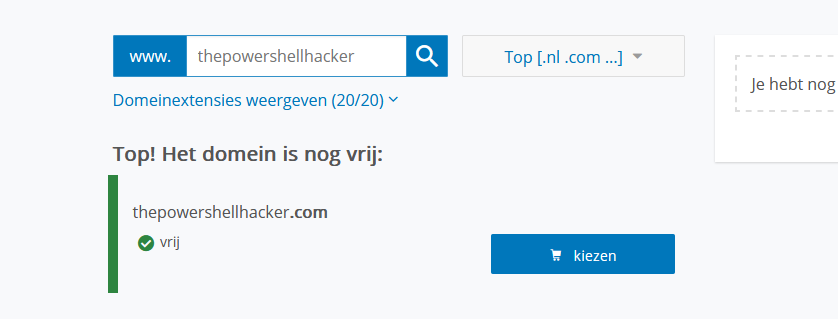 www. thepowershellhacker Top [.nl .com ...]
Domeinextensies weergeven (20/20)
Je hebt nog
Top! Het domein is nog vrij:
thepowershellhacker.com
vrij
kiezen